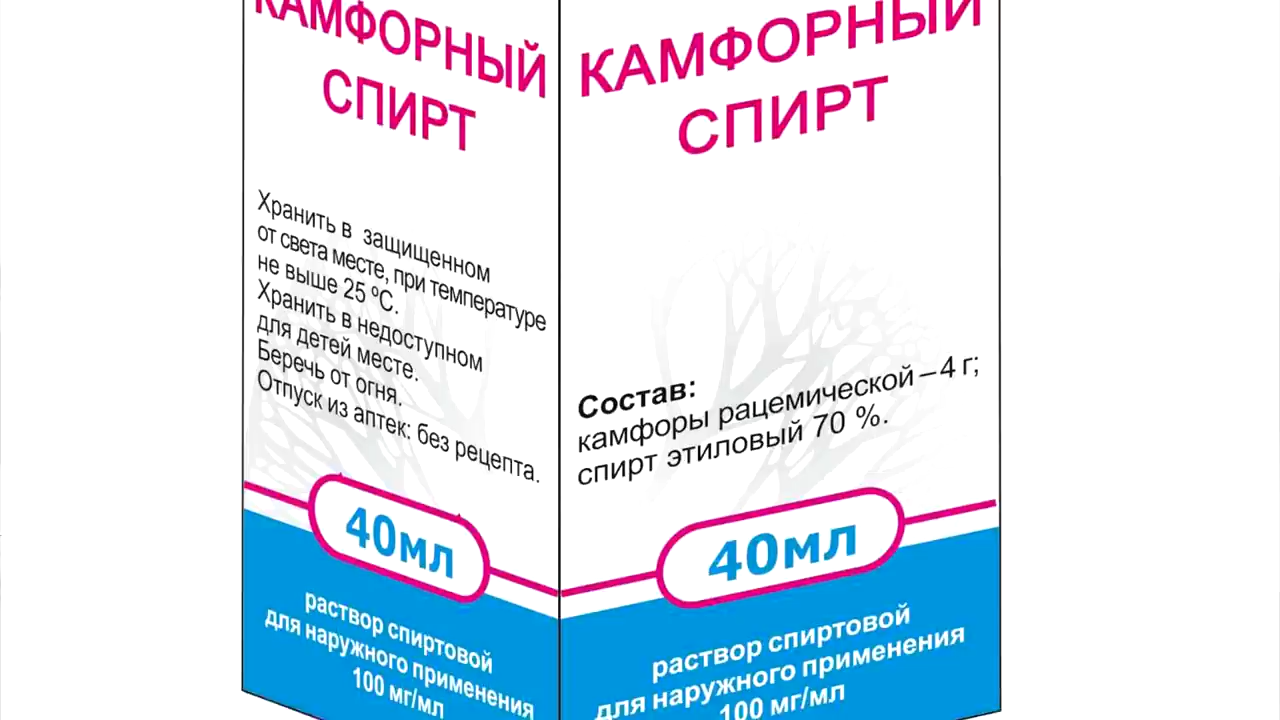 КАМФОРНЫЙ
СПИРТ
Хранить в защищенном
от света месте, при температуре
не выше 25 °С.
Хранить в недоступном
для детей месте.
Беречь от огня.
Отпуск из аптек: без рецепта.
40мл
раствор спиртовой
для наружного применения
100 мг/мл
КАМФОРНЫЙ
СПИРТ
Состав:
камфоры рацемической – 4 г;
спирт этиловый 70 %.
40мл
раствор спиртовой
для наружного применения
100 мг/мл